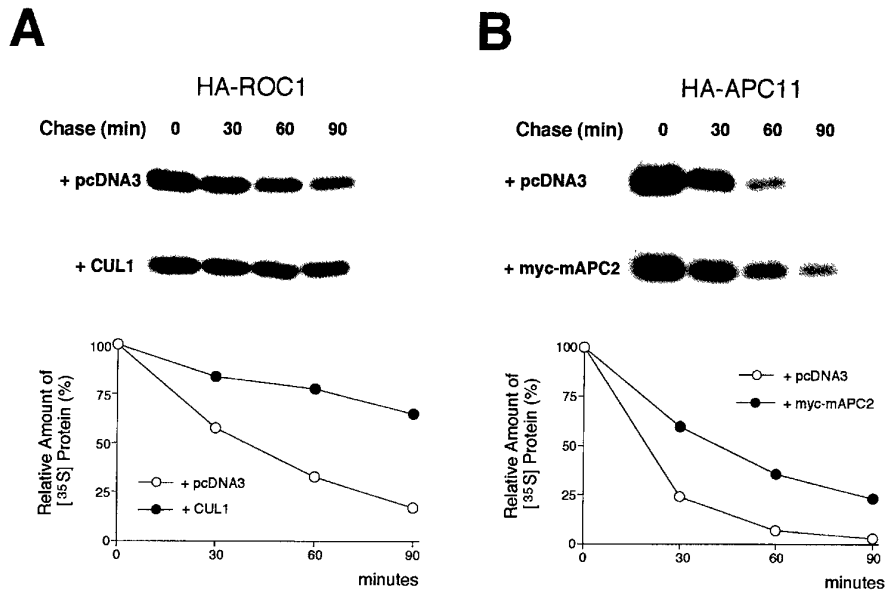 A
HA-ROC1
Chase (min) 0 30 60 90
+ pcDNA3
+ CUL1
Relative Amount of
[35S] Protein (%)
100
75
50
25
0
+ pcDNA3
+ CUL1
0 30 60 90
minutes
B
HA-APC11
Chase (min) 0 30 60 90
+ pcDNA3
+ myc-mAPC2
Relative Amount of
[35S] Protein (%)
100
75
50
25
0
+ pcDNA3
+ myc-mAPC2
0 30 60 90
minutes